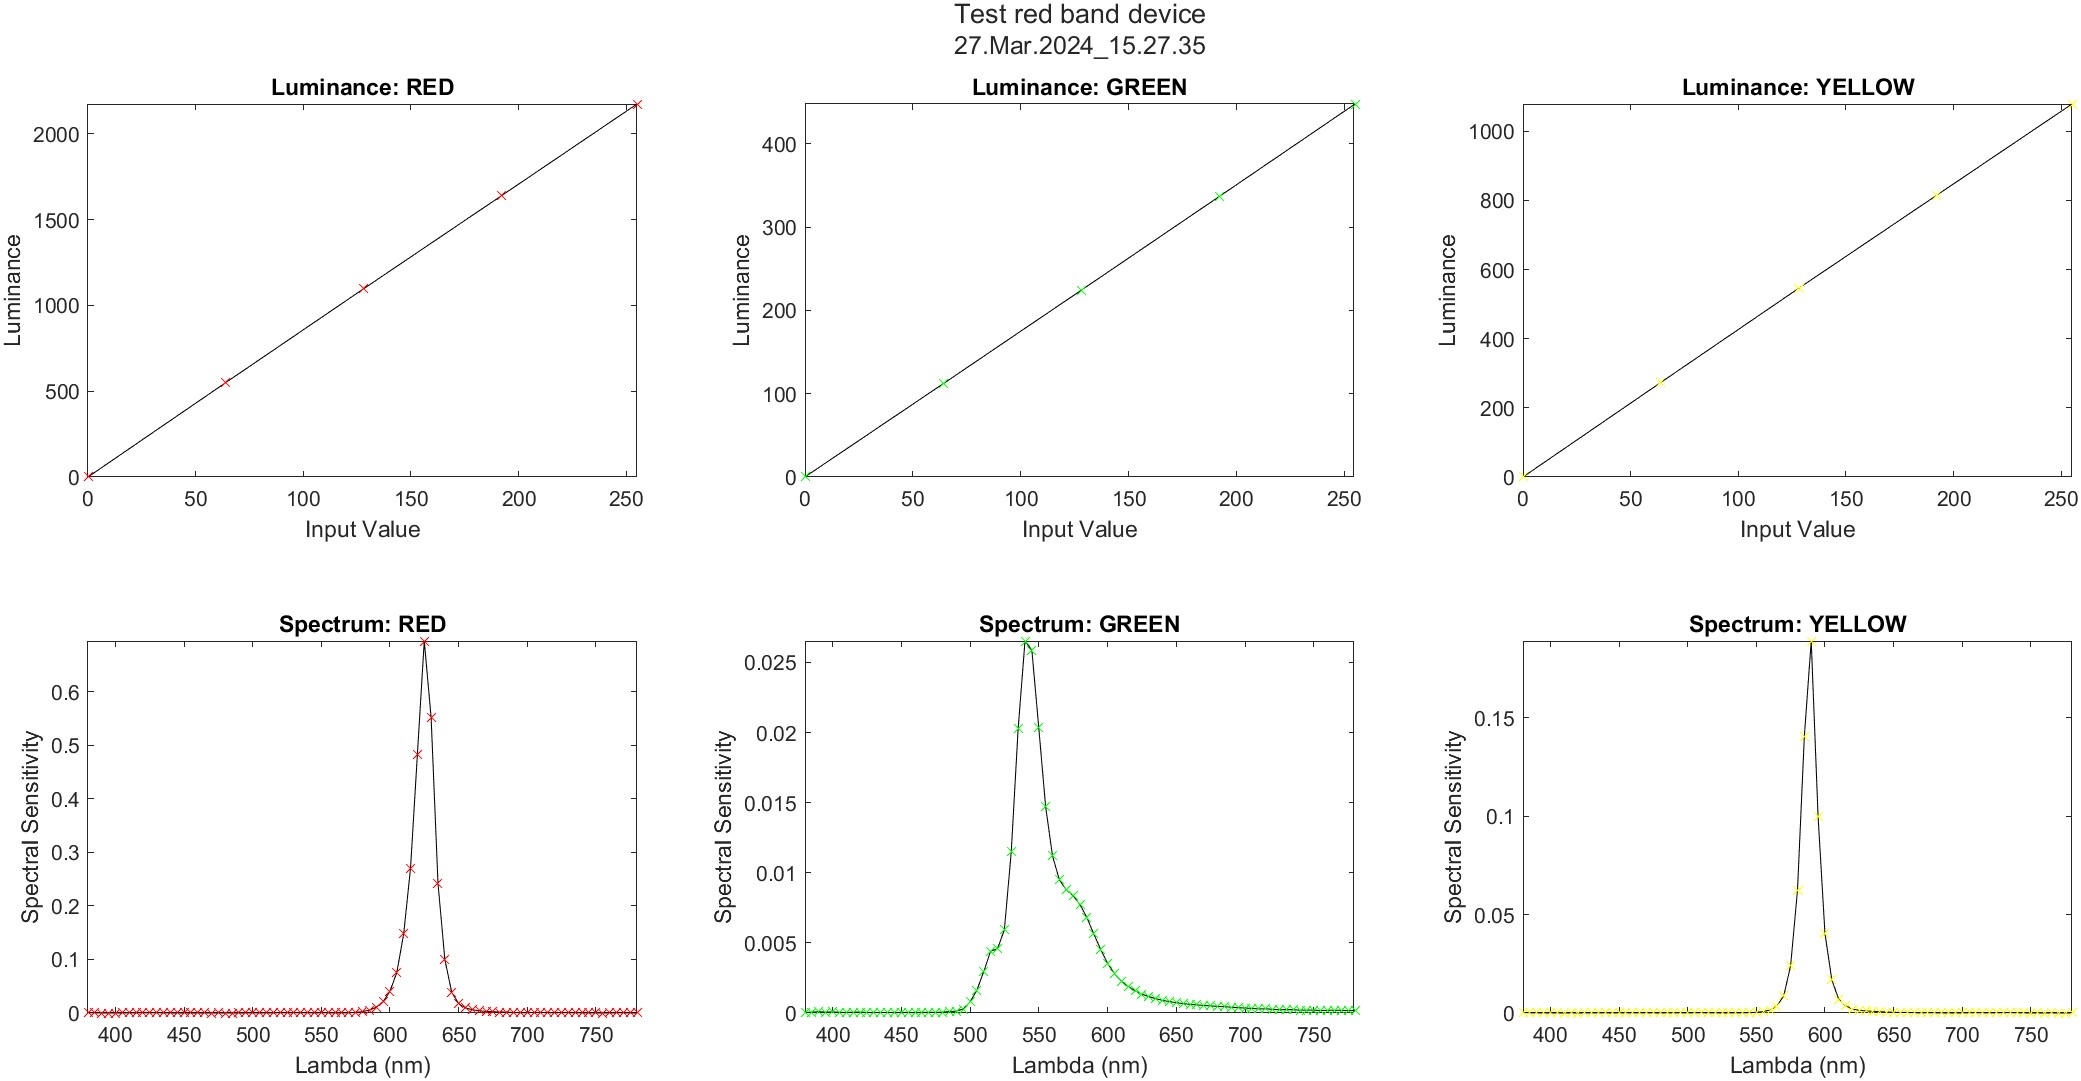 Test red band device
27.Mar.2024_15.27.35
Luminance: RED
Luminance
2000
1500
1000
500
0
0 50 100 150 200 250
Input Value
Luminance: GREEN
Luminance
400
300
200
100
0
0 50 100 150 200 250
Input Value
Luminance: YELLOW
Luminance
1000
800
600
400
200
0
0 50 100 150 200 250
Input Value
Spectrum: RED
Spectral Sensitivity
0.6
0.5
0.4
0.3
0.2
0.1
0
400 450 500 550 600 650 700 750
Lambda (nm)
Spectrum: GREEN
Spectral Sensitivity
0.025
0.02
0.015
0.01
0.005
0
400 450 500 550 600 650 700 750
Lambda (nm)
Spectrum: YELLOW
Spectral Sensitivity
0.15
0.1
0.05
0
400 450 500 550 600 650 700 750
Lambda (nm)